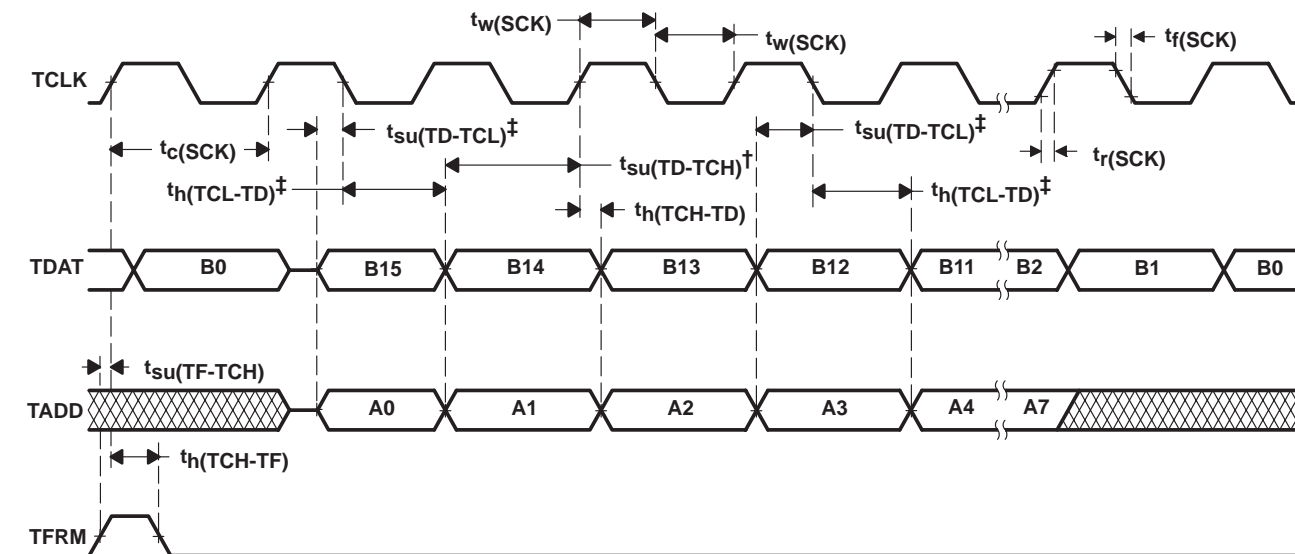 tw(SCK)
tw(SCK)
tf(SCK)
TCLK
tsu(TD-TCL)‡
tsu(TD-TCL)‡
tc(SCK)
tsu(TD-TCH)†
tr(SCK)
th(TCL-TD)‡
th(TCL-TD)‡
th(TCH-TD)
TDAT B0 B15 B14 B13 B12 B11 B2 B1 B0
tsu(TF-TCH)
TADD A0 A1 A2 A3 A4 A7
th(TCH-TF)
TFRM